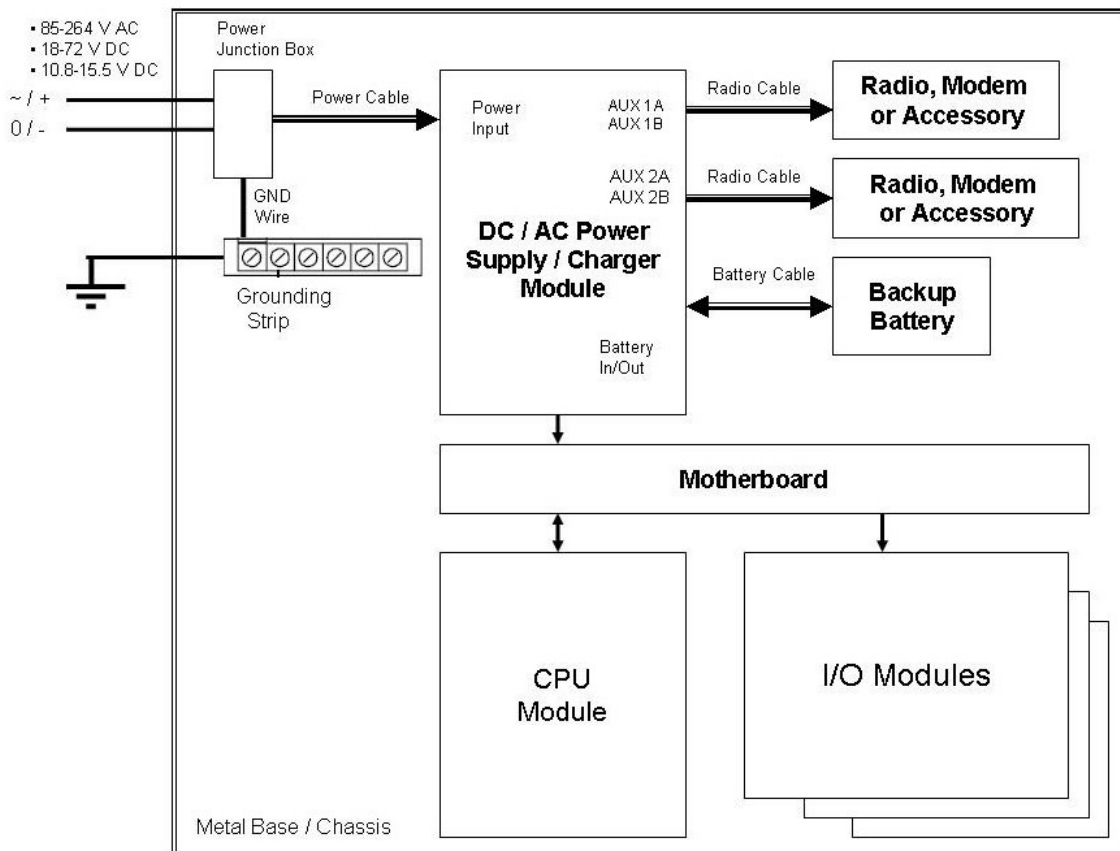 ▪ 85-264 V AC
▪ 18-72 V DC
▪ 10.8-15.5 V DC
~ / +
0 / -
Power
Junction Box
Power Cable
GND
Wire
Grounding
Strip
Power
Input
AUX 1A
AUX 1B
AUX 2A
AUX 2B
DC / AC Power
Supply / Charger
Module
Battery
In/Out
Radio Cable
Radio, Modem
or Accessory
Radio Cable
Radio, Modem
or Accessory
Battery Cable
Backup
Battery
Motherboard
CPU
Module
I/O Modules
Metal Base / Chassis